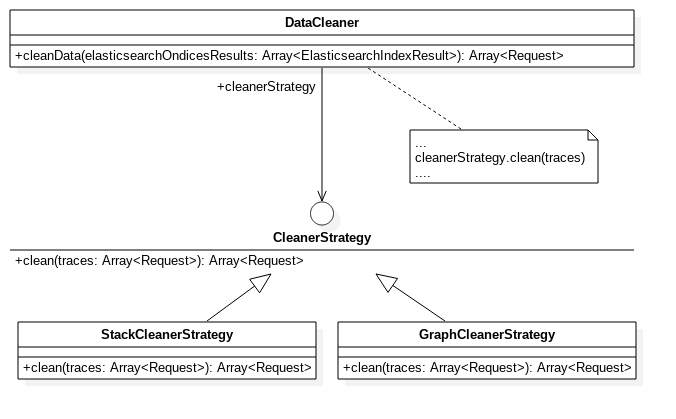 DataCleaner
+cleanData(elasticsearchOndicesResults: Array<ElasticsearchIndexResult>): Array<Request>
+cleanerStrategy
...
cleanerStrategy.clean(traces)
....
CleanerStrategy
+clean(traces: Array<Request>): Array<Request>
StackCleanerStrategy
+clean(traces: Array<Request>): Array<Request>
GraphCleanerStrategy
+clean(traces: Array<Request>): Array<Request>